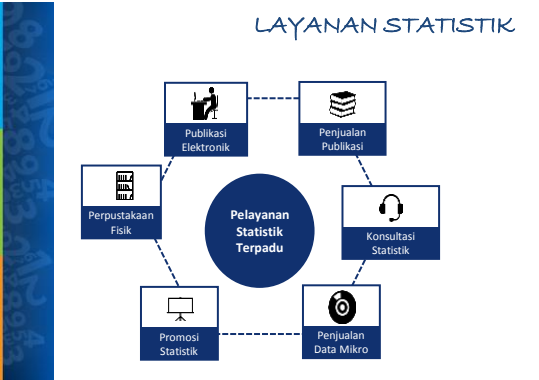 LAYANAN STATISTIK
Publikasi
Elektronik
Penjualan
Publikasi
Perpustakaan
Fisik
Pelayanan
Statistik
Terpadu
Konsultasi
Statistik
Promosi
Statistik
Penjualan
Data Mikro